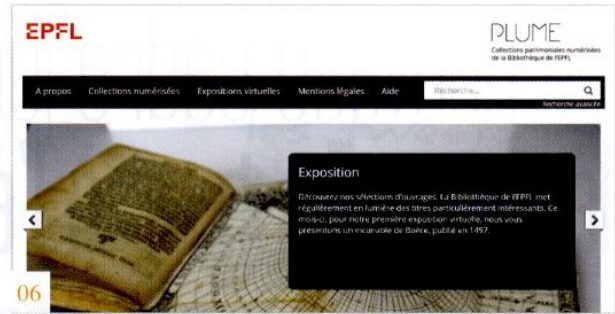 EPFL
PLUME
Collections patrimoniales numérisées
de la Bibliothèque de l'EPFL
A propos
Collections numérisées
Expositions virtuelles
Mentions légales
Aide
Recherche...
Recherche avancée
Exposition
Découvrez nos sélections d'ouvrages. La Bibliothèque de l'EPFL met
régulièrement en lumière des titres particulièrement intéressants. Ce
mois-ci, pour notre première exposition virtuelle, nous vous
présentons un incunable de Boèce, publié en 1497.
06